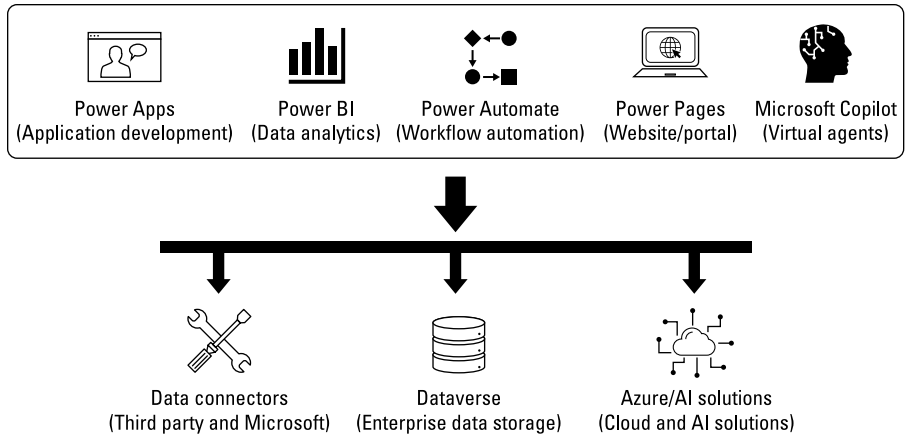 Power Apps
(Application development)
Power BI
(Data analytics)
Power Automate
(Workflow automation)
Power Pages
(Website/portal)
Microsoft Copilot
(Virtual agents)
Data connectors
(Third party and Microsoft)
Dataverse
(Enterprise data storage)
Azure/AI solutions
(Cloud and AI solutions)